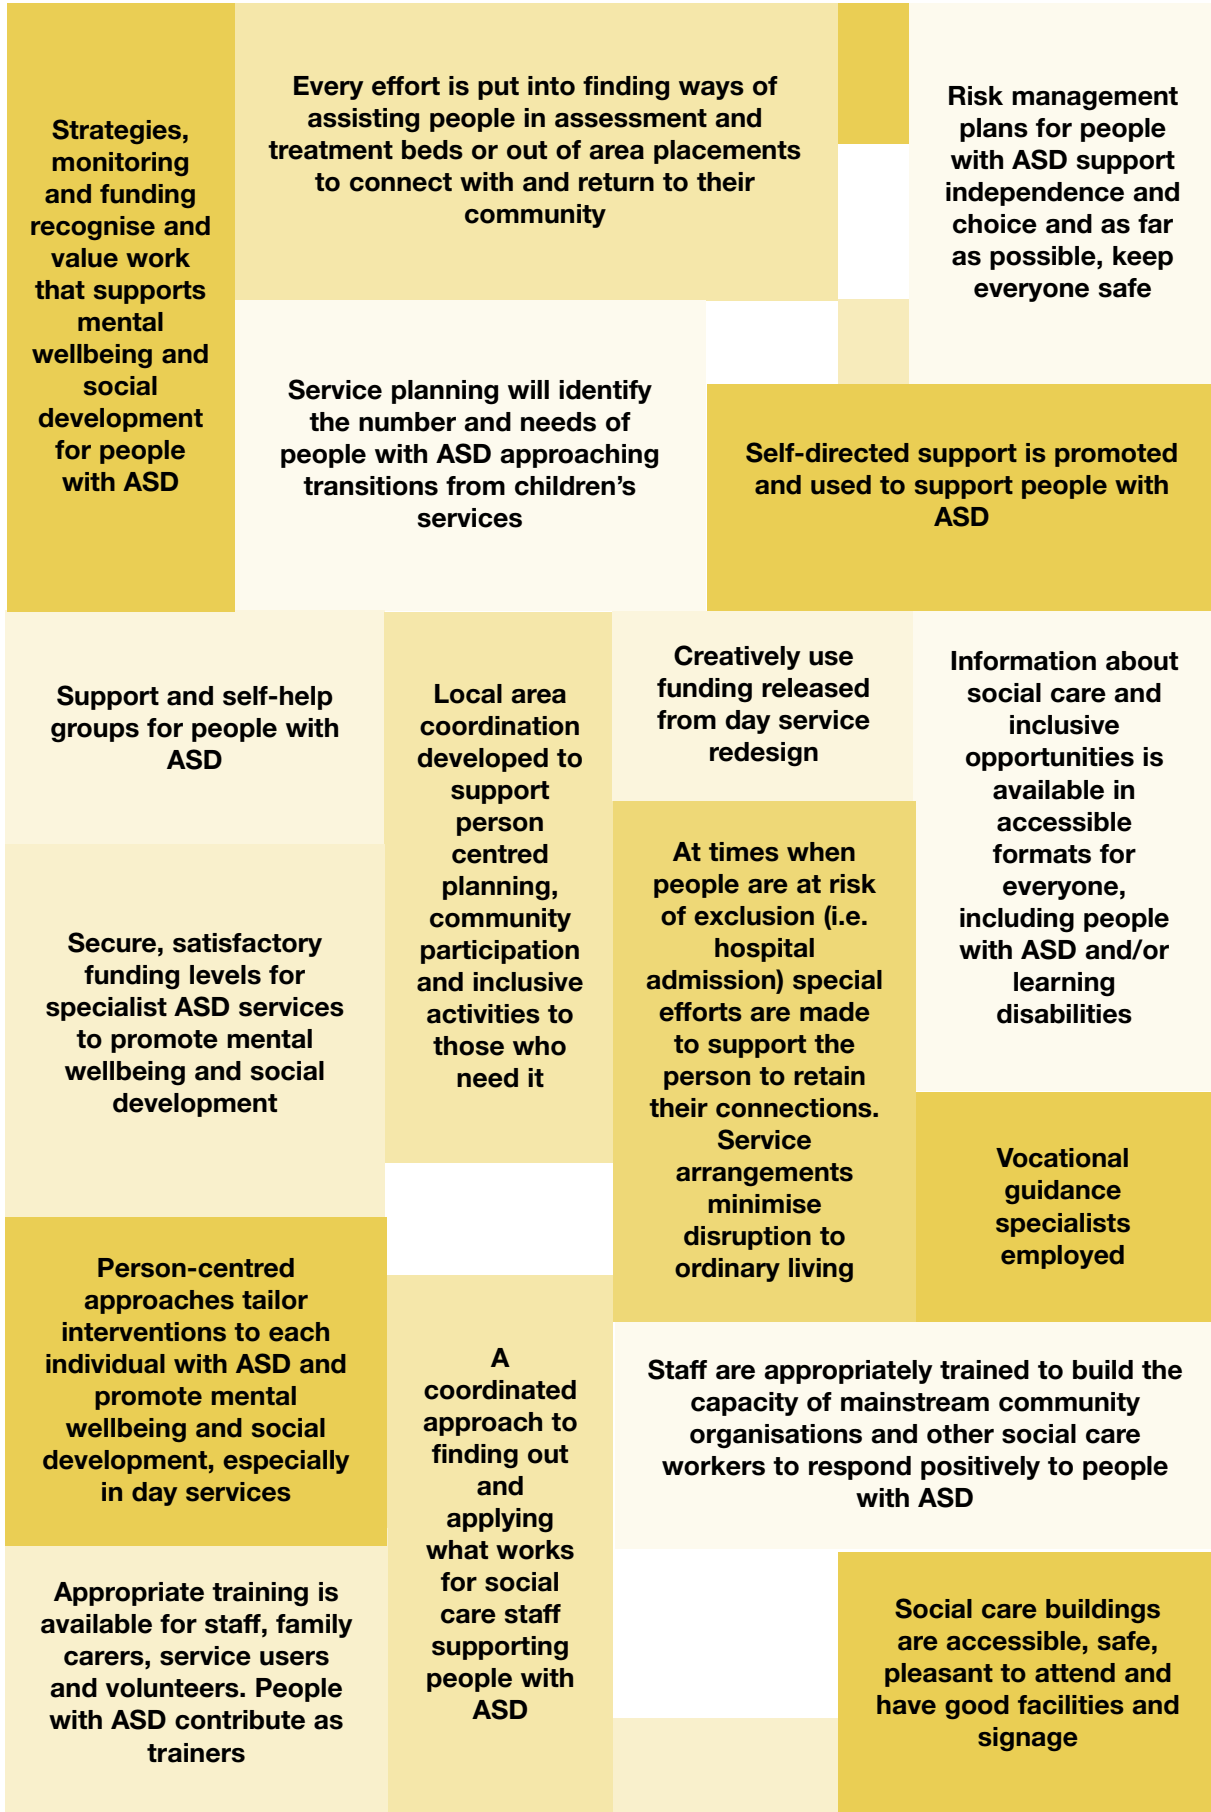 Strategies,
monitoring
and funding
recognise and
value work
that supports
mental
wellbeing and
social
development
for people
with ASD
Every effort is put into finding ways of
assisting people in assessment and
treatment beds or out of area placements
to connect with and return to their
community
Risk management
plans for people
with ASD support
independence and
choice and as far
as possible, keep
everyone safe
Service planning will identify
the number and needs of
people with ASD approaching
transitions from children’s
services
Self-directed support is promoted
and used to support people with
ASD
Support and self-help
groups for people with
ASD
Local area
coordination
developed to
support
person
centred
planning,
community
participation
and inclusive
activities to
those who
need it
Creatively use
funding released
from day service
redesign
Information about
social care and
inclusive
opportunities is
available in
accessible
formats for
everyone,
including people
with ASD and/or
learning
disabilities
Secure, satisfactory
funding levels for
specialist ASD services
to promote mental
wellbeing and social
development
At times when
people are at risk
of exclusion (i.e.
hospital
admission) special
efforts are made
to support the
person to retain
their connections.
Service
arrangements
minimise
disruption to
ordinary living
Vocational
guidance
specialists
employed
Person-centred
approaches tailor
interventions to each
individual with ASD and
promote mental
wellbeing and social
development, especially
in day services
A
coordinated
approach to
finding out
and
applying
what works
for social
care staff
supporting
people with
ASD
Staff are appropriately trained to build the
capacity of mainstream community
organisations and other social care
workers to respond positively to people
with ASD
Appropriate training is
available for staff, family
carers, service users
and volunteers. People
with ASD contribute as
trainers
Social care buildings
are accessible, safe,
pleasant to attend and
have good facilities and
signage